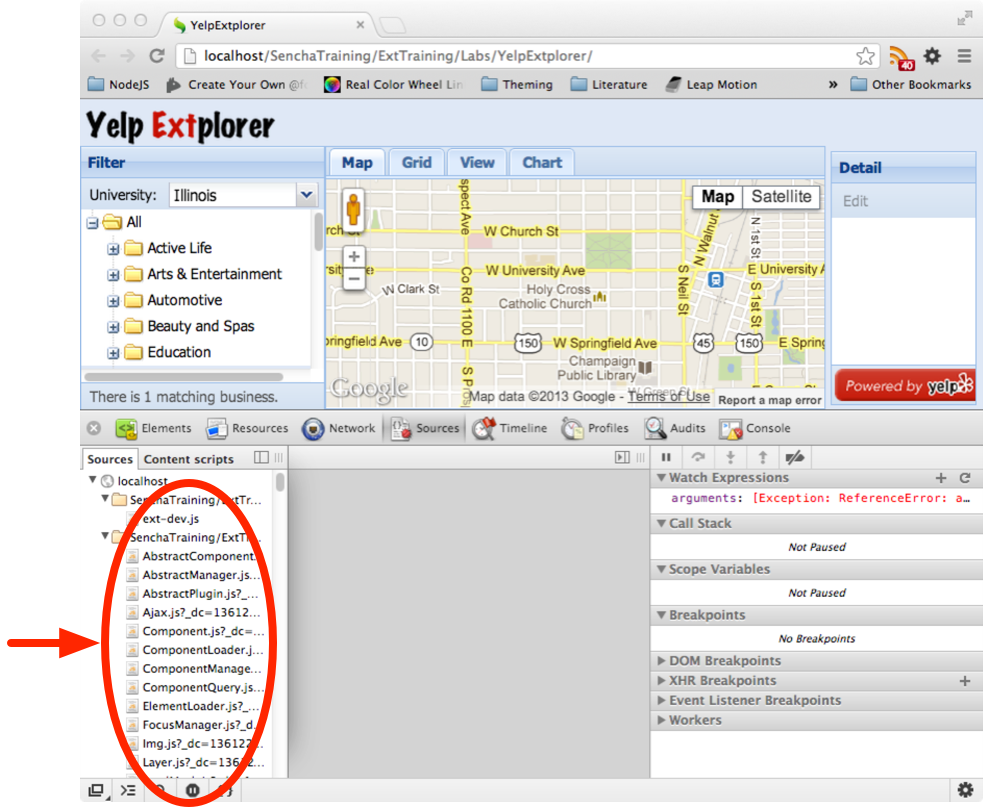 YelpExtplorer
localhost/SenchaTraining/ExtTraining/Labs/YelpExtplorer/
40
NodeJS Create Your Own @f Real Color Wheel Lin Theming Literature Leap Motion » Other Bookmarks
Yelp Extplorer
Filter
University: Illinois
All
Active Life
Arts & Entertainment
Automotive
Beauty and Spas
Education
There is 1 matching business.
Map Grid View Chart
Map Satellite
spect Ave
rch
W Church St
N Walnut
N 1st St
W University Ave
E University A
W Clark St
Co Rd 1100 E
Holy Cross
Catholic Church
S Neil St
S 1st St
pringfield Ave
10
150
W Springfield Ave
45
150
E Spring
Champaign
Public Library
S Pros
W Green St
Google
Map data ©2013 Google - Terms of Use
Report a map error
Detail
Edit
Powered by yelp
Elements Resources Network Sources Timeline Profiles Audits Console
Sources Content scripts
localhost
SenchaTraining/ExtTr...
ext-dev.js
SenchaTraining/ExtTr...
AbstractComponent.
AbstractManager.js...
AbstractPlugin.js?_...
Ajax.js?_dc=13612...
Component.js?_dc=...
ComponentLoader.j...
ComponentManage...
ComponentQuery.js...
ElementLoader.js?_...
FocusManager.js?_d...
Img.js?_dc=136122...
Layer.js?_dc=13612...
Watch Expressions
arguments: [Exception: ReferenceError: a…
Call Stack
Not Paused
Scope Variables
Not Paused
Breakpoints
No Breakpoints
DOM Breakpoints
XHR Breakpoints
Event Listener Breakpoints
Workers